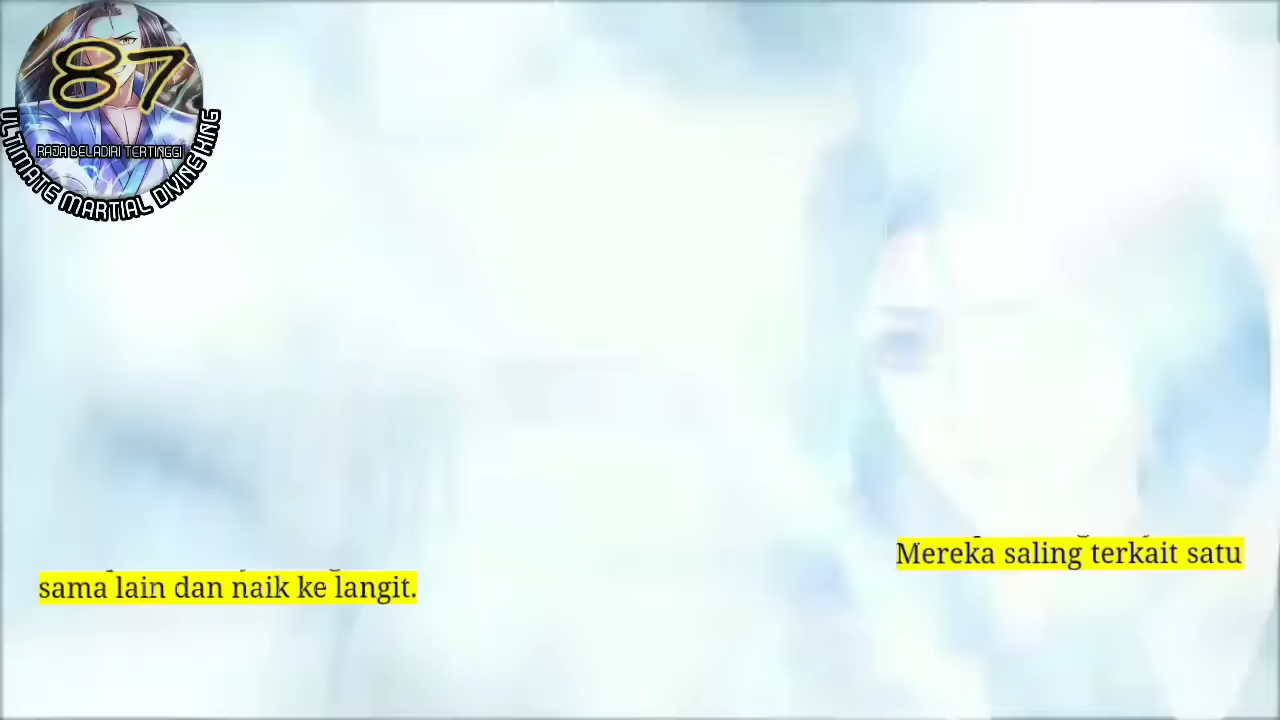 87
RAJA BELADIRI TERTINGGI
ULTIMATE MARTIAL DIVINE KING
Mereka saling terkait satu
sama lain dan naik ke langit.